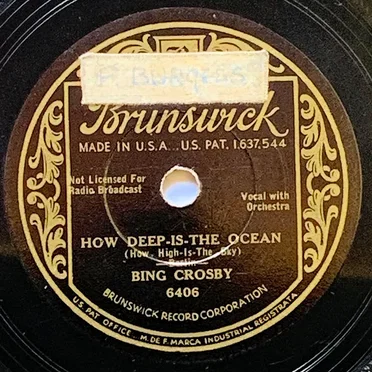 Brunswick
MADE IN U.S.A. .. U.S. PAT. 1.637,544
Not Licensed For
Radio Broadcast
Vocal with
Orchestra
HOW DEEP-IS-THE OCEAN
(How-High-Is-The Sky)
—Berlin—
BING CROSBY
6406
BRUNSWICK RECORD CORPORATION
U.S. PAT. OFFICE — M. DE F. MARCA INDUSTRIAL REGISTRATA